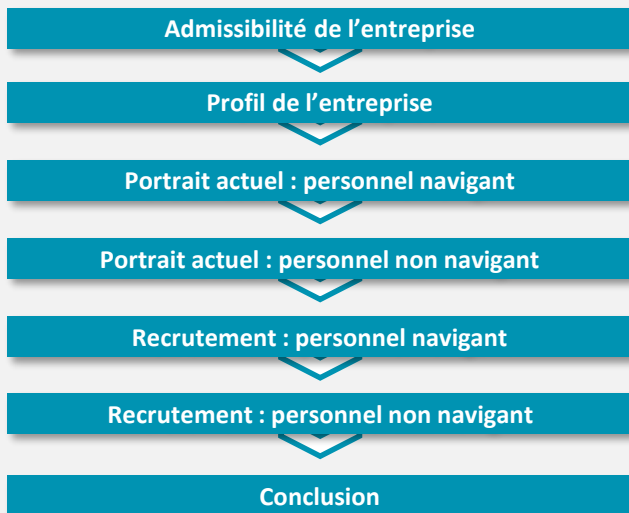 Admissibilité de l’entreprise
Profil de l’entreprise
Portrait actuel : personnel navigant
Portrait actuel : personnel non navigant
Recrutement : personnel navigant
Recrutement : personnel non navigant
Conclusion